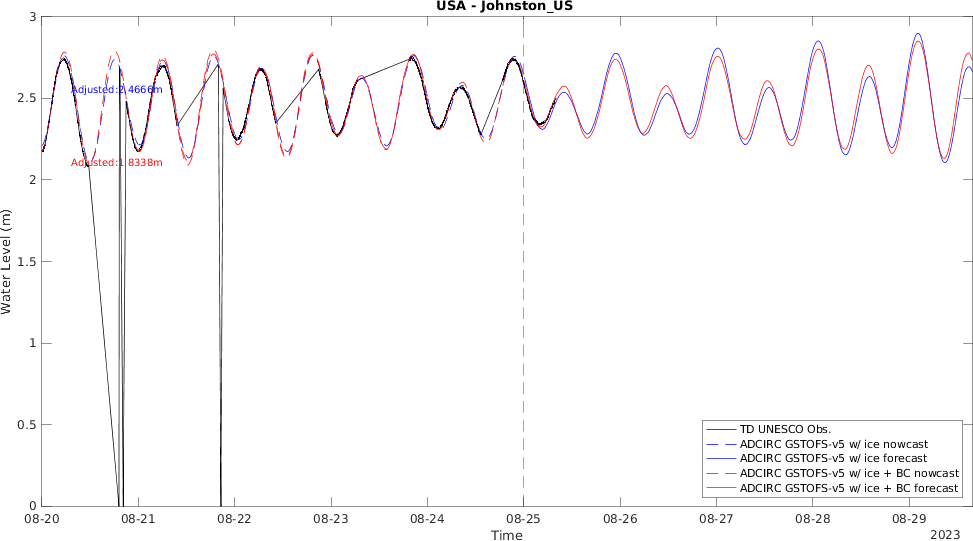 USA - Johnston_US
3
2.5
2
1.5
1
0.5
0
Water Level (m)
Adjusted:2.4666m
Adjusted:1.8338m
TD UNESCO Obs.
ADCIRC GSTOFS-v5 w/ ice nowcast
ADCIRC GSTOFS-v5 w/ ice forecast
ADCIRC GSTOFS-v5 w/ ice + BC nowcast
ADCIRC GSTOFS-v5 w/ ice + BC forecast
08-20 08-21 08-22 08-23 08-24 08-25 08-26 08-27 08-28 08-29
Time
2023